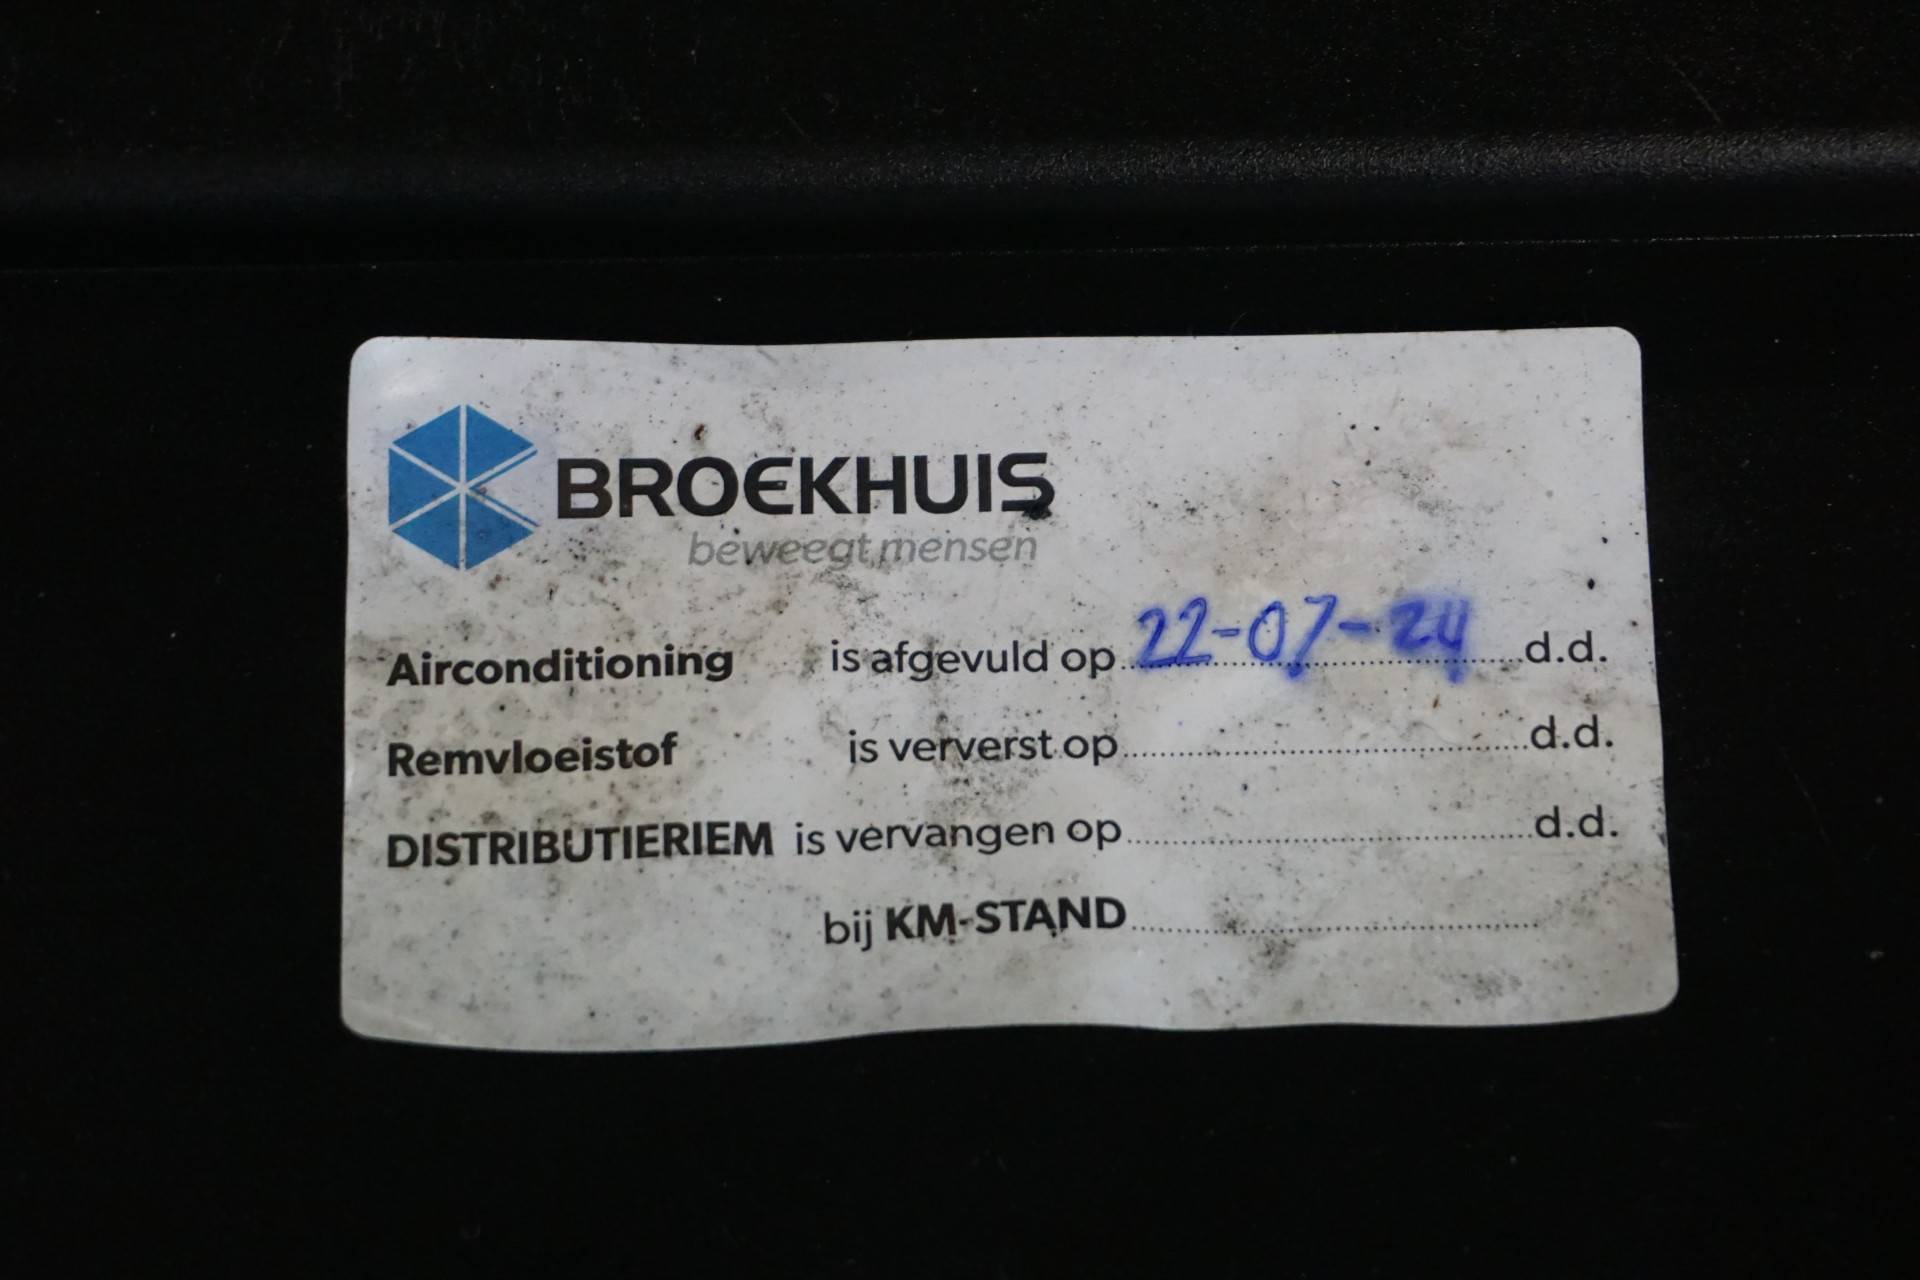 BROEKHUIS
beweegt mensen
Airconditioning is afgevuld op 22-07-24 d.d.
Remvloeistof is ververst op d.d.
DISTRIBUTIERIEM is vervangen op d.d.
bij KM-STAND